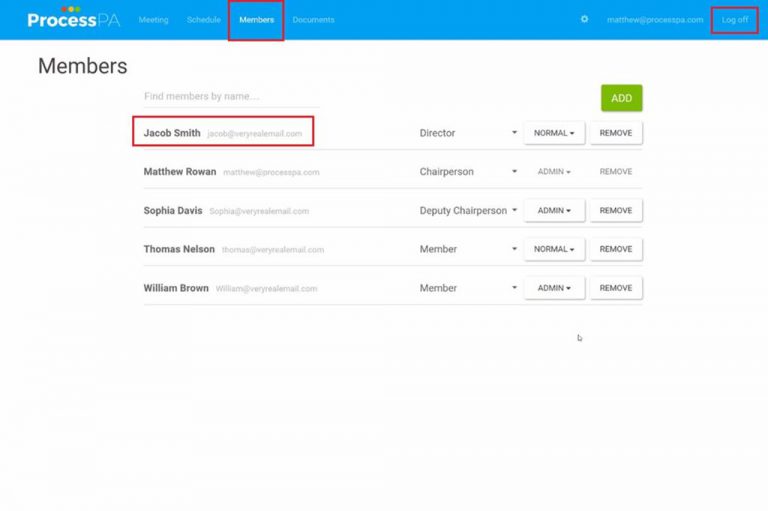 ProcessPA Meeting Schedule Members Documents matthew@processpa.com Log off
Members
Find members by name...
ADD
Jacob Smith jacob@veryrealemail.com Director NORMAL REMOVE
Matthew Rowan matthew@processpa.com Chairperson ADMIN REMOVE
Sophia Davis Sophia@veryrealemail.com Deputy Chairperson ADMIN REMOVE
Thomas Nelson thomas@veryrealemail.com Member NORMAL REMOVE
William Brown William@veryrealemail.com Member ADMIN REMOVE